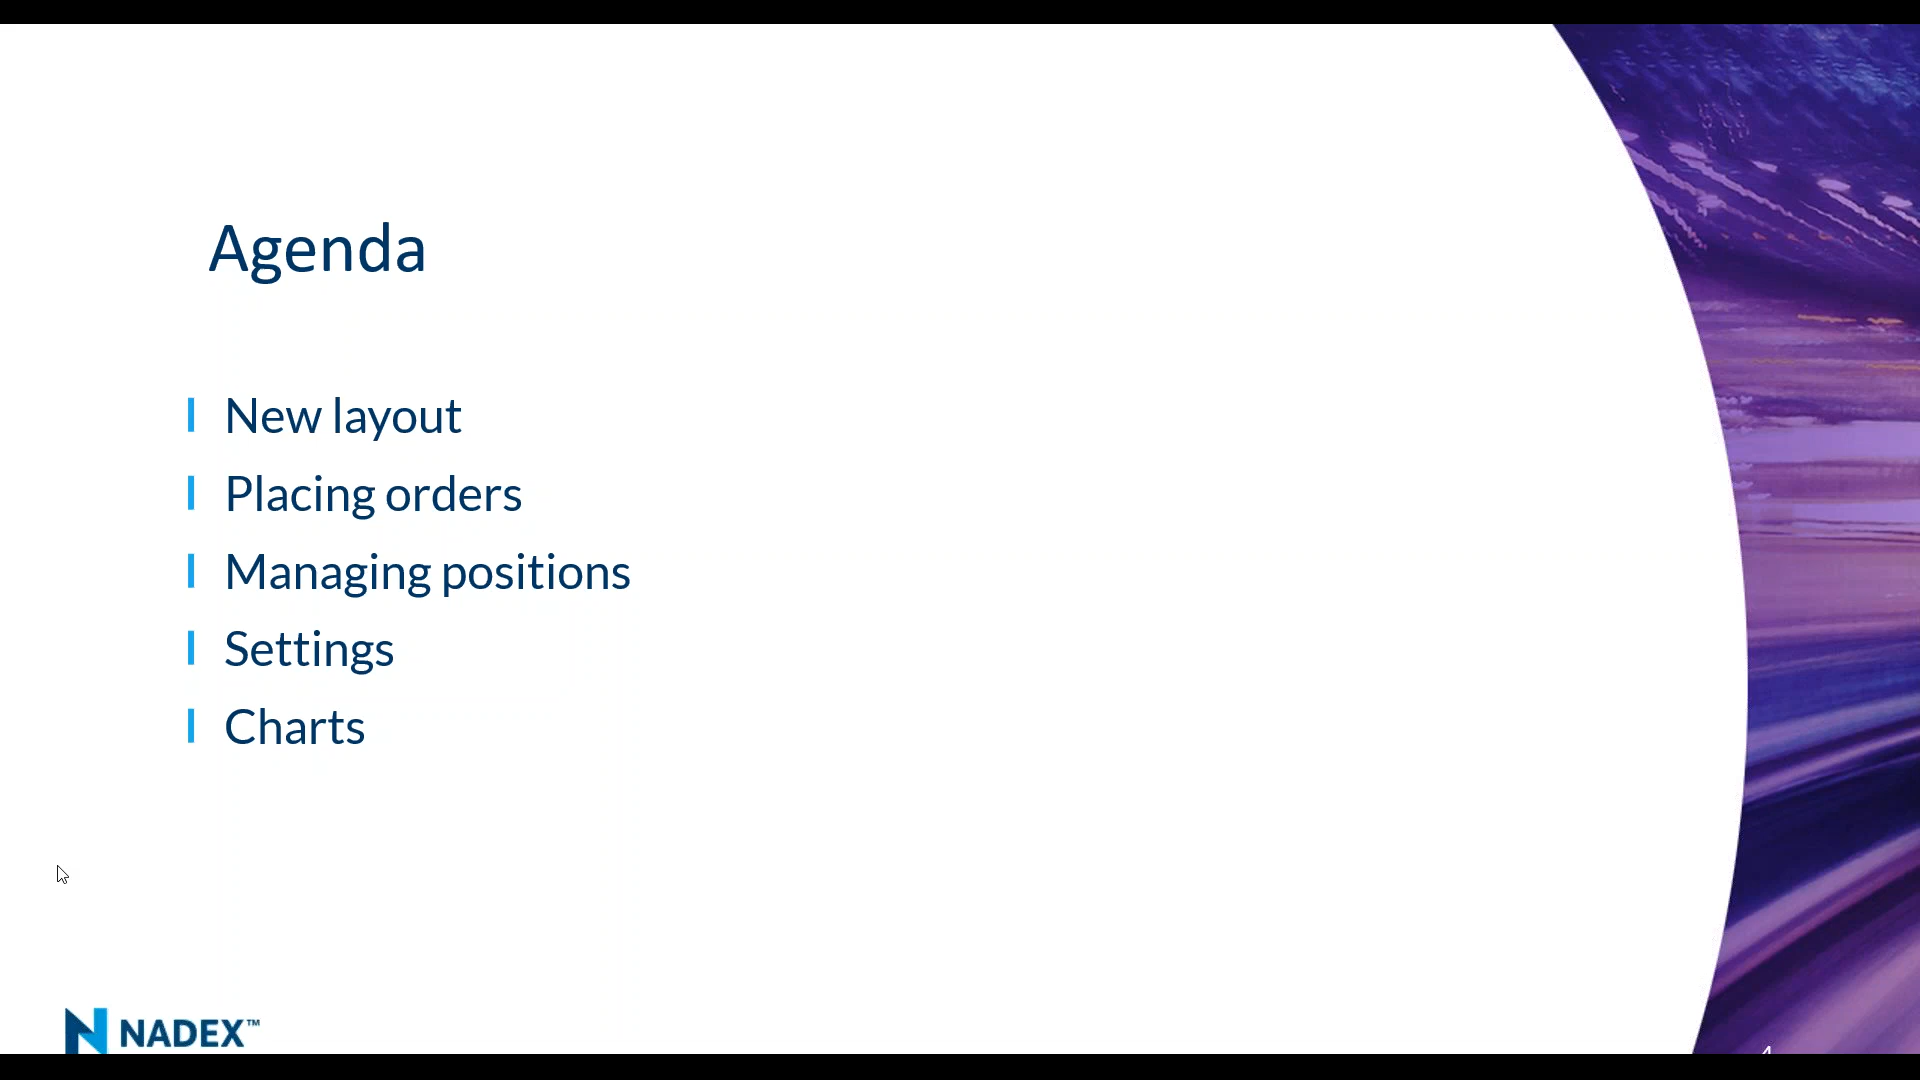 Agenda
New layout
Placing orders
Managing positions
Settings
Charts
NADEX™